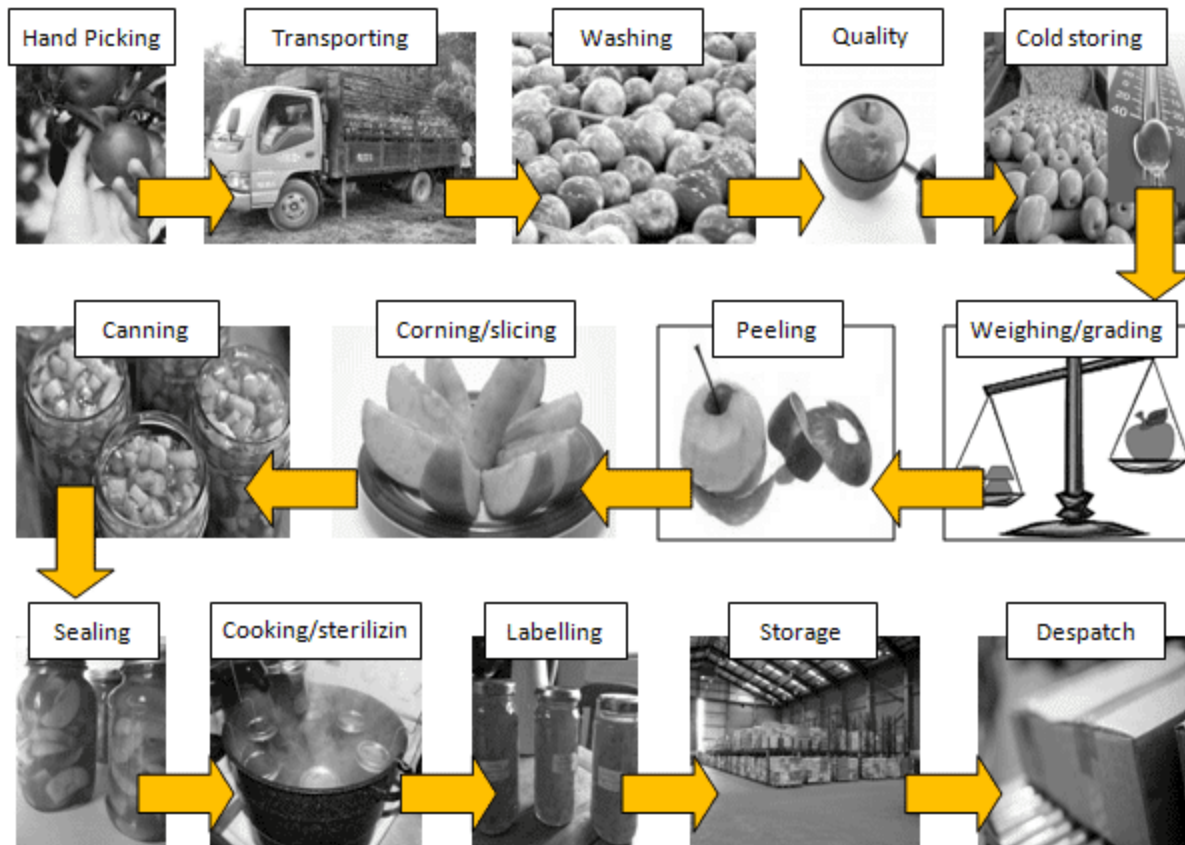 Hand Picking
Transporting
Washing
Quality
Cold storing
Weighing/grading
Peeling
Corning/slicing
Canning
Sealing
Cooking/sterilizin
Labelling
Storage
Despatch